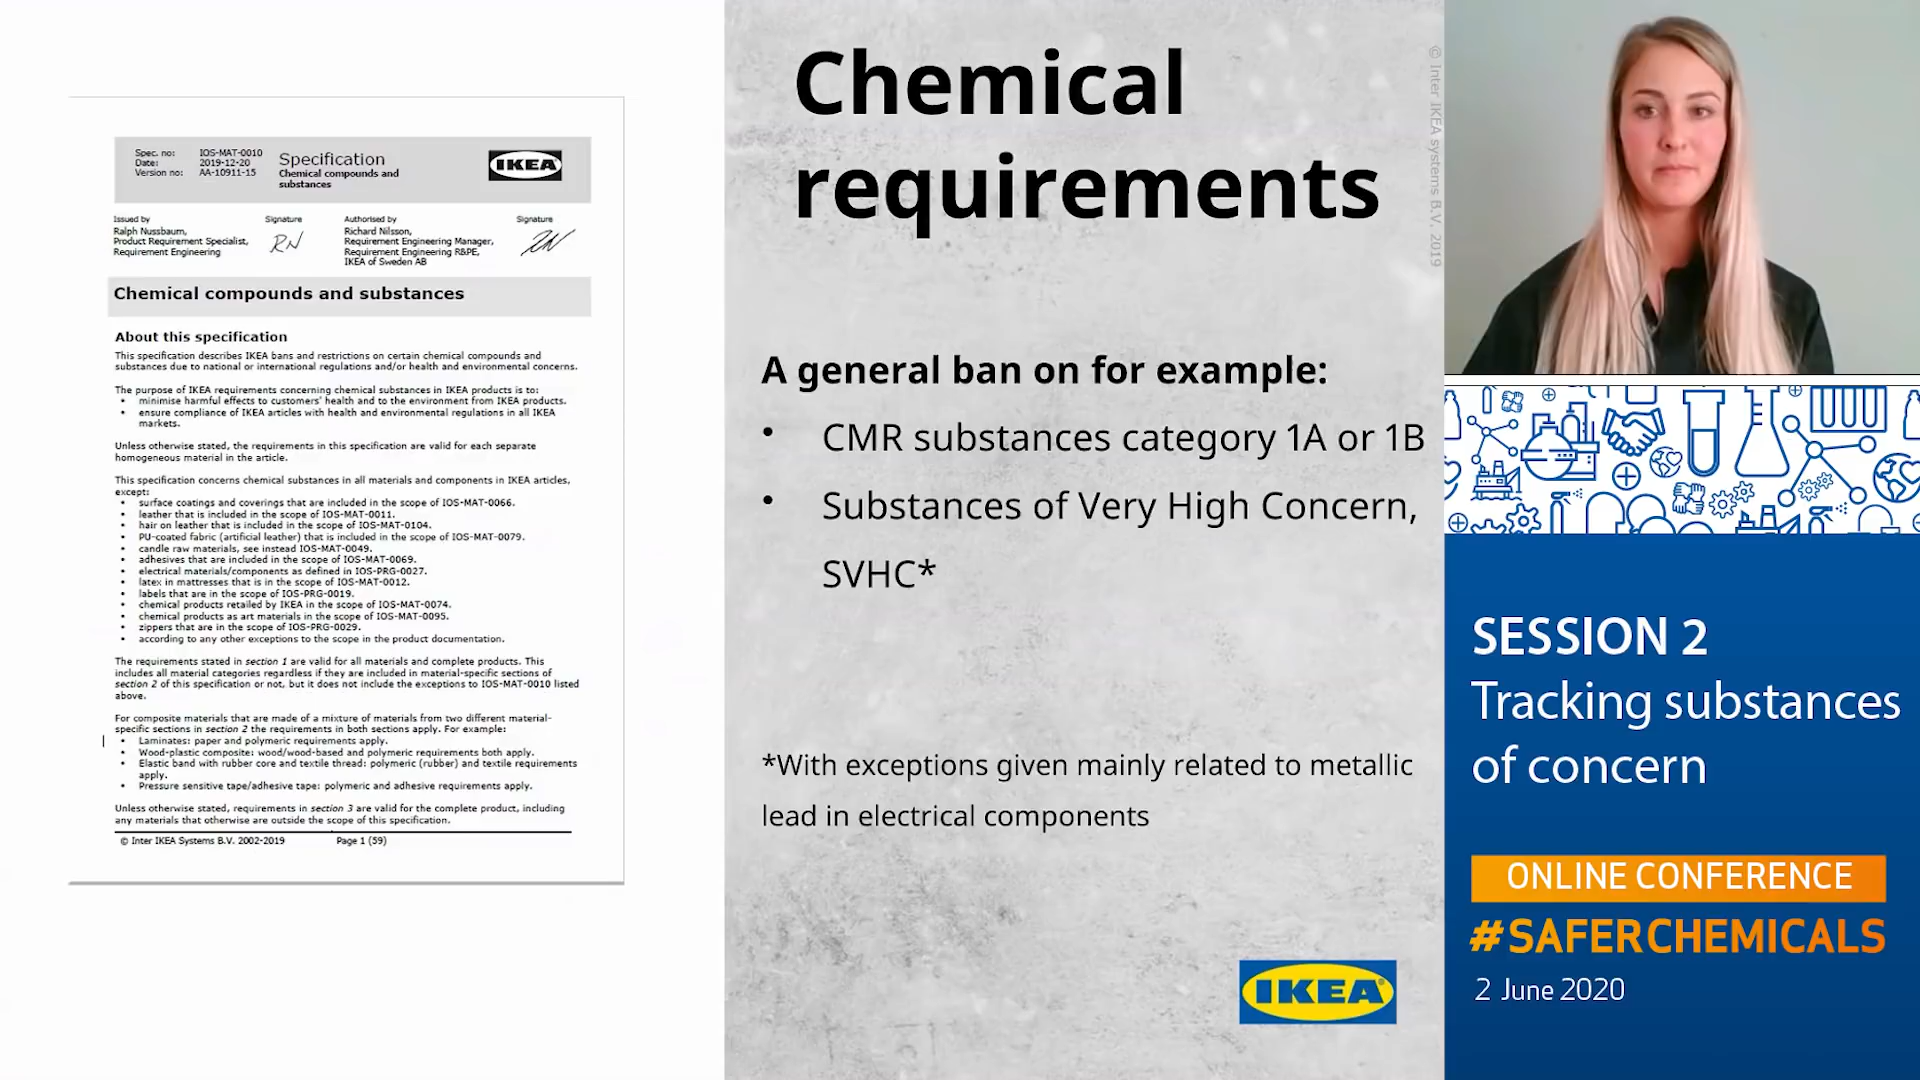 Spec. no: IOS-MAT-0010
Date: 2019-12-20
Version no: AA-10911-15
Specification
Chemical compounds and
substances
IKEA
Issued by
Ralph Nussbaum,
Product Requirement Specialist,
Requirement Engineering
Signature
RN
Authorised by
Richard Nilsson,
Requirement Engineering Manager,
Requirement Engineering R&PE,
IKEA of Sweden AB
Signature
Chemical compounds and substances
About this specification
This specification describes IKEA bans and restrictions on certain chemical compounds and
substances due to national or international regulations and/or health and environmental concerns.
The purpose of IKEA requirements concerning chemical substances in IKEA products is to:
• minimise harmful effects to customers' health and to the environment from IKEA products.
• ensure compliance of IKEA articles with health and environmental regulations in all IKEA
markets.
Unless otherwise stated, the requirements in this specification are valid for each separate
homogeneous material in the article.
This specification concerns chemical substances in all materials and components in IKEA articles,
except:
• surface coatings and coverings that are included in the scope of IOS-MAT-0066.
• leather that is included in the scope of IOS-MAT-0011.
• hair on leather that is included in the scope of IOS-MAT-0104.
• PU-coated fabric (artificial leather) that is included in the scope of IOS-MAT-0079.
• candle raw materials, see instead IOS-MAT-0049.
• adhesives that are included in the scope of IOS-MAT-0069.
• electrical materials/components as defined in IOS-PRG-0027.
• latex in mattresses that is in the scope of IOS-MAT-0012.
• labels that are in the scope of IOS-PRG-0019.
• chemical products retailed by IKEA in the scope of IOS-MAT-0074.
• chemical products as art materials in the scope of IOS-MAT-0095.
• zippers that are in the scope of IOS-PRG-0029.
• according to any other exceptions to the scope in the product documentation.
The requirements stated in section 1 are valid for all materials and complete products. This
includes all material categories regardless if they are included in material-specific sections of
section 2 of this specification or not, but it does not include the exceptions to IOS-MAT-0010 listed
above.
For composite materials that are made of a mixture of materials from two different material-
specific sections in section 2 the requirements in both sections apply. For example:
• Laminates: paper and polymeric requirements apply.
• Wood-plastic composite: wood/wood-based and polymeric requirements both apply.
• Elastic band with rubber core and textile thread: polymeric (rubber) and textile requirements
apply.
• Pressure sensitive tape/adhesive tape: polymeric and adhesive requirements apply.
Unless otherwise stated, requirements in section 3 are valid for the complete product, including
any materials that otherwise are outside the scope of this specification.
© Inter IKEA Systems B.V. 2002-2019 Page 1 (59)
Chemical
requirements
A general ban on for example:
• CMR substances category 1A or 1B
• Substances of Very High Concern,
SVHC*
*With exceptions given mainly related to metallic
lead in electrical components
IKEA
© Inter IKEA systems B.V, 2019
SESSION 2
Tracking substances
of concern
ONLINE CONFERENCE
#SAFERCHEMICALS
2 June 2020